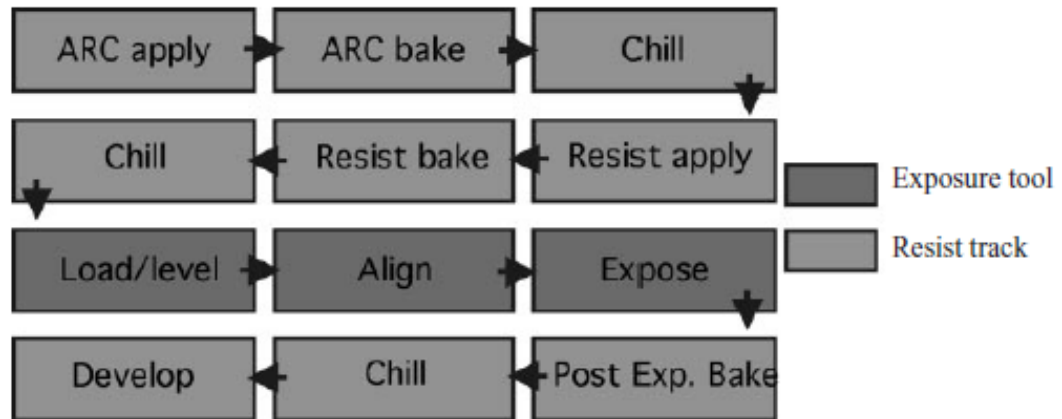 ARC apply
ARC bake
Chill
Chill
Resist bake
Resist apply
Exposure tool
Resist track
Load/level
Align
Expose
Develop
Chill
Post Exp. Bake